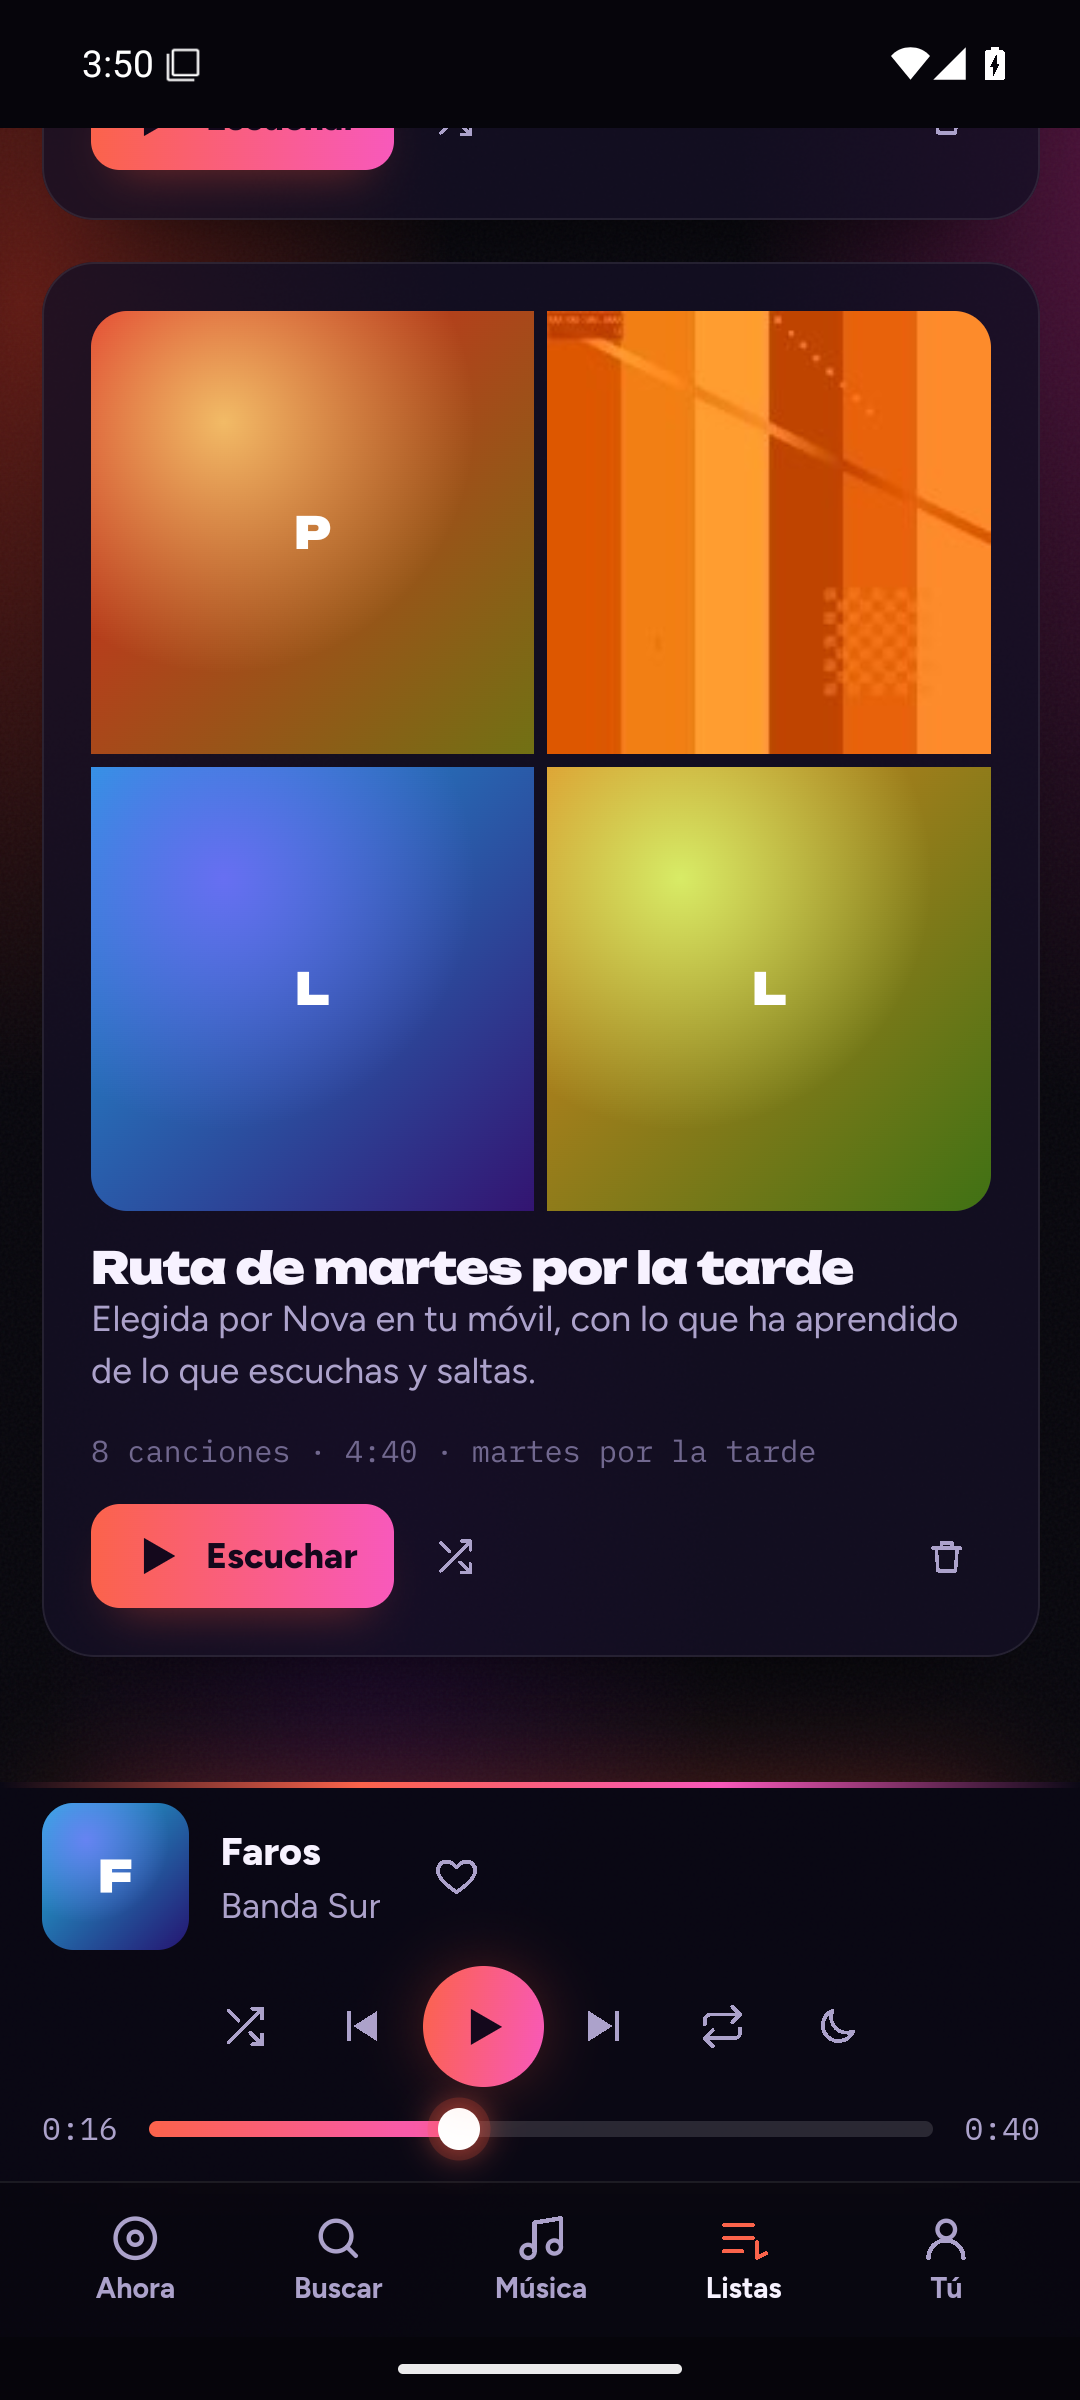 3:50
P
L
L
Ruta de martes por la tarde
Elegida por Nova en tu móvil, con lo que ha aprendido
de lo que escuchas y saltas.
8 canciones · 4:40 · martes por la tarde
Escuchar
F
Faros
Banda Sur
0:16
0:40
Ahora
Buscar
Música
Listas
Tú